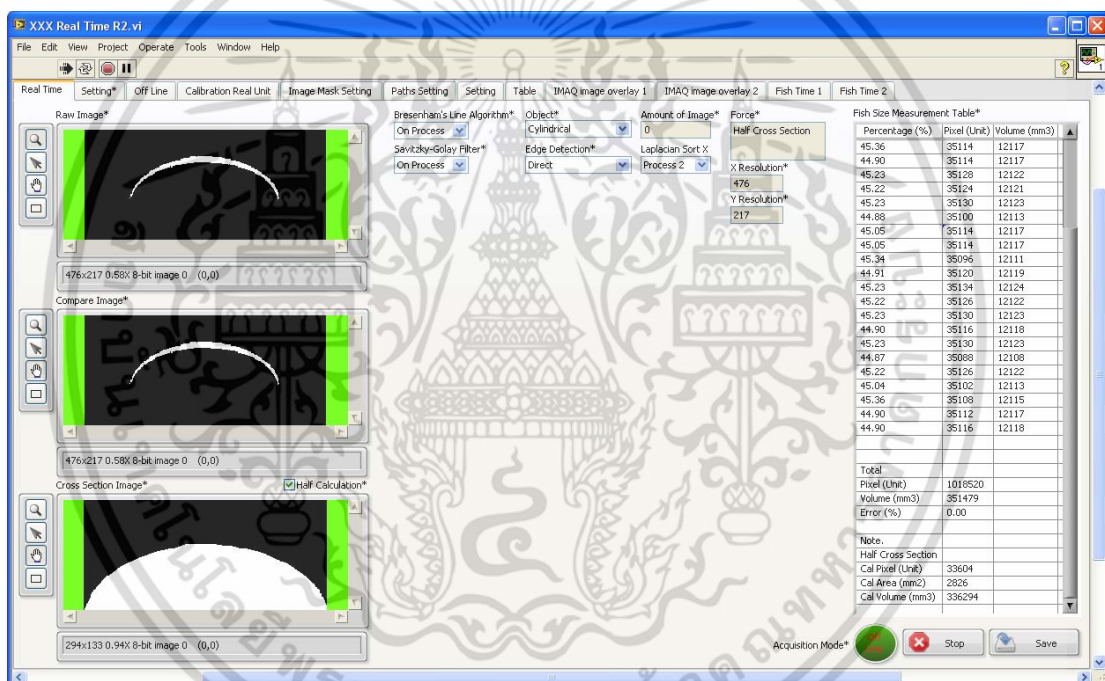 XXX Real Time R2.vi
File Edit View Project Operate Tools Window Help
Real Time Setting* Off Line Calibration Real Unit Image Mask Setting Paths Setting Setting Table IMAQ image overlay 1 IMAQ image overlay 2 Fish Time 1 Fish Time 2
Raw Image*
476x217 0.58X 8-bit image 0 (0,0)
Compare Image*
476x217 0.58X 8-bit image 0 (0,0)
Cross Section Image* Half Calculation*
294x133 0.94X 8-bit image 0 (0,0)
Bresenham's Line Algorithm* Object* Amount of Image* Force*
On Process Cylindrical 0 Half Cross Section
Savitzky-Golay Filter* Edge Detection* Laplacian Sort X
On Process Direct Process 2
X Resolution*
476
Y Resolution*
217
Fish Size Measurement Table*
Percentage (%) Pixel (Unit) Volume (mm3)
45.36 35114 12117
44.90 35114 12117
45.23 35128 12122
45.22 35124 12121
45.23 35130 12123
44.88 35100 12113
45.05 35114 12117
45.05 35114 12117
45.34 35096 12111
44.91 35120 12119
45.23 35134 12124
45.22 35126 12122
45.23 35130 12123
44.90 35116 12118
45.23 35130 12123
44.87 35088 12108
45.22 35126 12122
45.04 35102 12113
45.36 35108 12115
44.90 35112 12117
44.90 35116 12118
Total
Pixel (Unit) 1018520
Volume (mm3) 351479
Error (%) 0.00
Note.
Half Cross Section
Cal Pixel (Unit) 33604
Cal Area (mm2) 2826
Cal Volume (mm3) 336294
Acquisition Mode* Off Line Stop Save